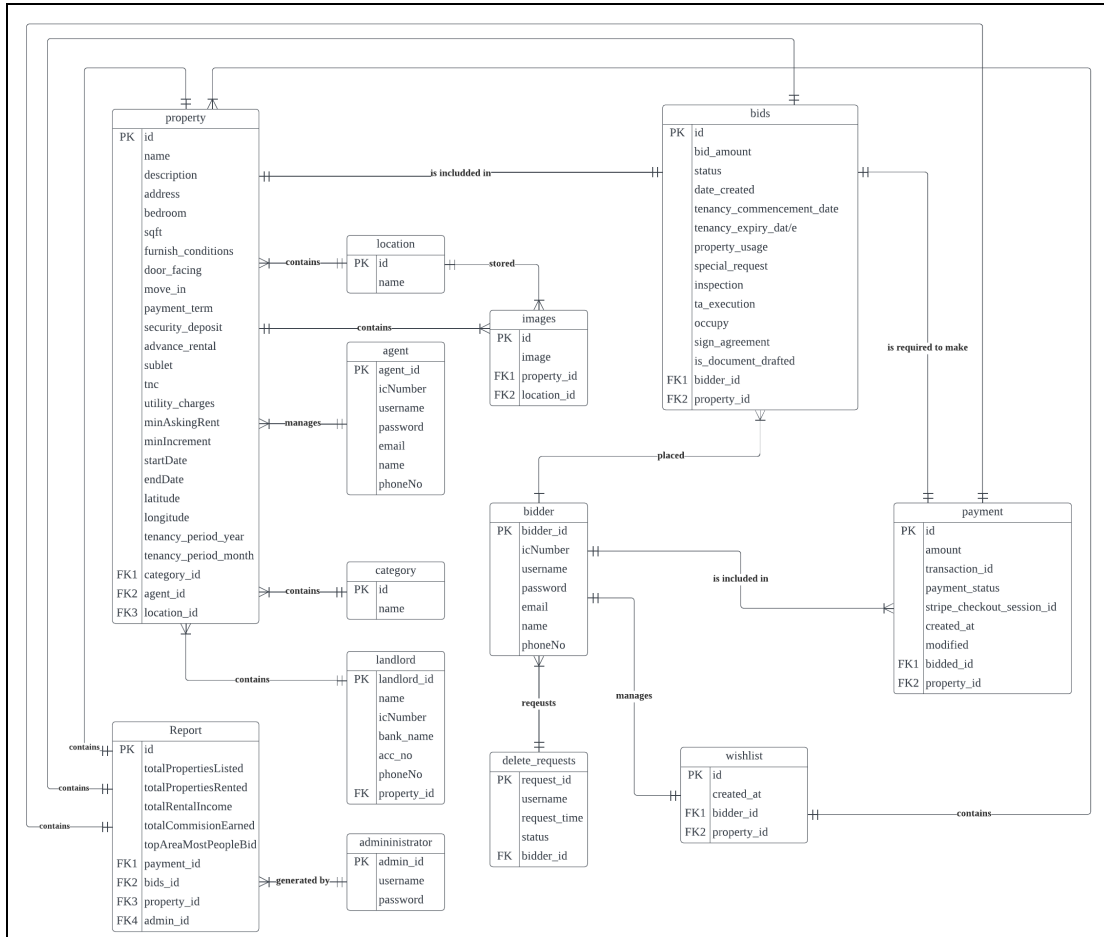 property
PK id
name
description
address
bedroom
sqft
furnish_conditions
door_facing
move_in
payment_term
security_deposit
advance_rental
sublet
tnc
utility_charges
minAskingRent
minIncrement
startDate
endDate
latitude
longitude
tenancy_period_year
tenancy_period_month
FK1 category_id
FK2 agent_id
FK3 location_id
is includded in
bids
PK id
bid_amount
status
date_created
tenancy_commencement_date
tenancy_expiry_dat/e
property_usage
special_request
inspection
ta_execution
occupy
sign_agreement
is_document_drafted
FK1 bidder_id
FK2 property_id
contains
location
PK id
name
stored
contains
images
PK id
image
FK1 property_id
FK2 location_id
manages
agent
PK agent_id
icNumber
username
password
email
name
phoneNo
is required to make
placed
contains
category
PK id
name
bidder
PK bidder_id
icNumber
username
password
email
name
phoneNo
is included in
payment
PK id
amount
transaction_id
payment_status
stripe_checkout_session_id
created_at
modified
FK1 bidded_id
FK2 property_id
contains
landlord
PK landlord_id
name
icNumber
bank_name
acc_no
phoneNo
FK property_id
reqeusts
manages
contains
contains
contains
Report
PK id
totalPropertiesListed
totalPropertiesRented
totalRentalIncome
totalCommisionEarned
topAreaMostPeopleBid
FK1 payment_id
FK2 bids_id
FK3 property_id
FK4 admin_id
generated by
admininistrator
PK admin_id
username
password
delete_requests
PK request_id
username
request_time
status
FK bidder_id
wishlist
PK id
created_at
FK1 bidder_id
FK2 property_id
contains